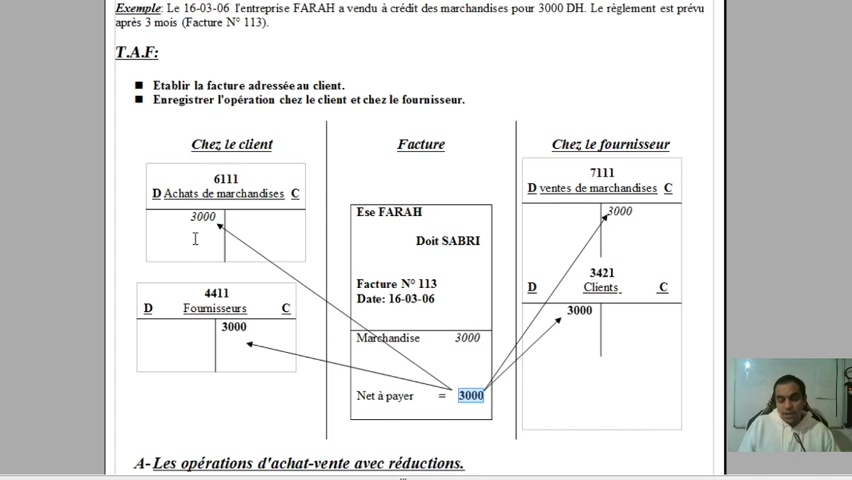 Exemple: Le 16-03-06 l'entreprise FARAH a vendu à crédit des marchandises pour 3000 DH. Le règlement est prévu
après 3 mois (Facture N° 113).
T.A.F:
■ Etablir la facture adressée au client.
■ Enregistrer l'opération chez le client et chez le fournisseur.
Chez le client
6111
D Achats de marchandises C
3000
4411
D Fournisseurs C
3000
Facture
Ese FARAH
Doit SABRI
Facture N° 113
Date: 16-03-06
Marchandise 3000
Net à payer = 3000
Chez le fournisseur
7111
D ventes de marchandises C
3000
3421
D Clients C
3000
A- Les opérations d'achat-vente avec réductions.